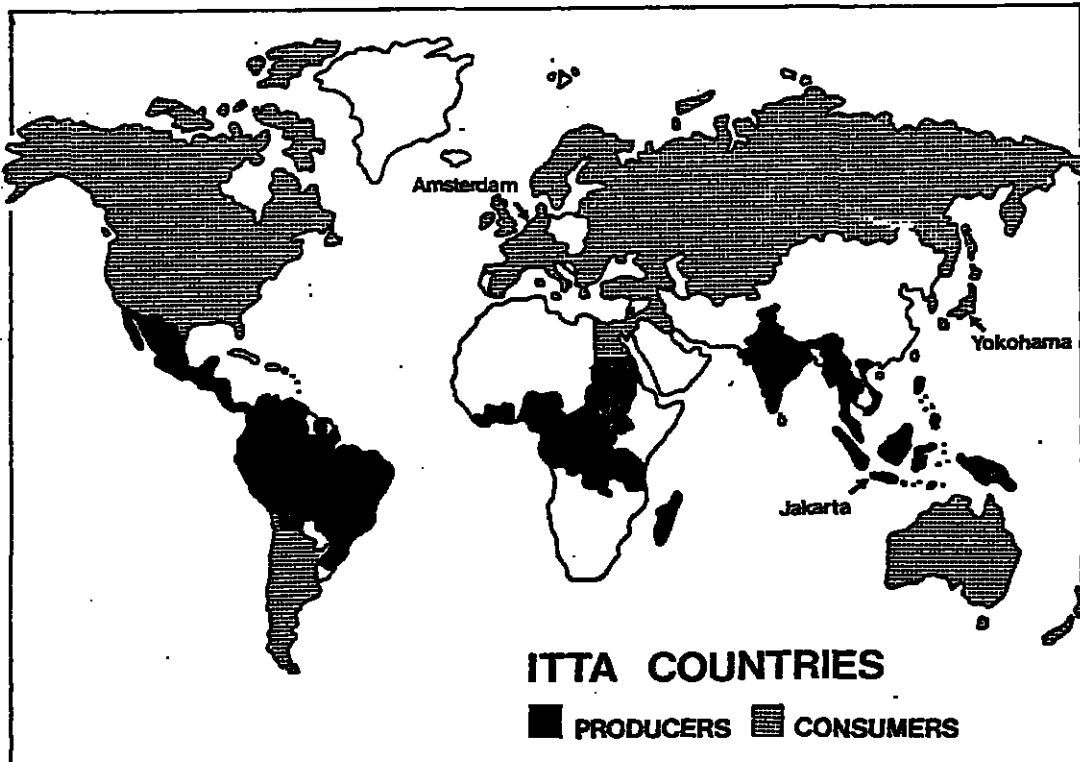 Amsterdam
Yokohama
Jakarta
ITTA COUNTRIES
PRODUCERS CONSUMERS